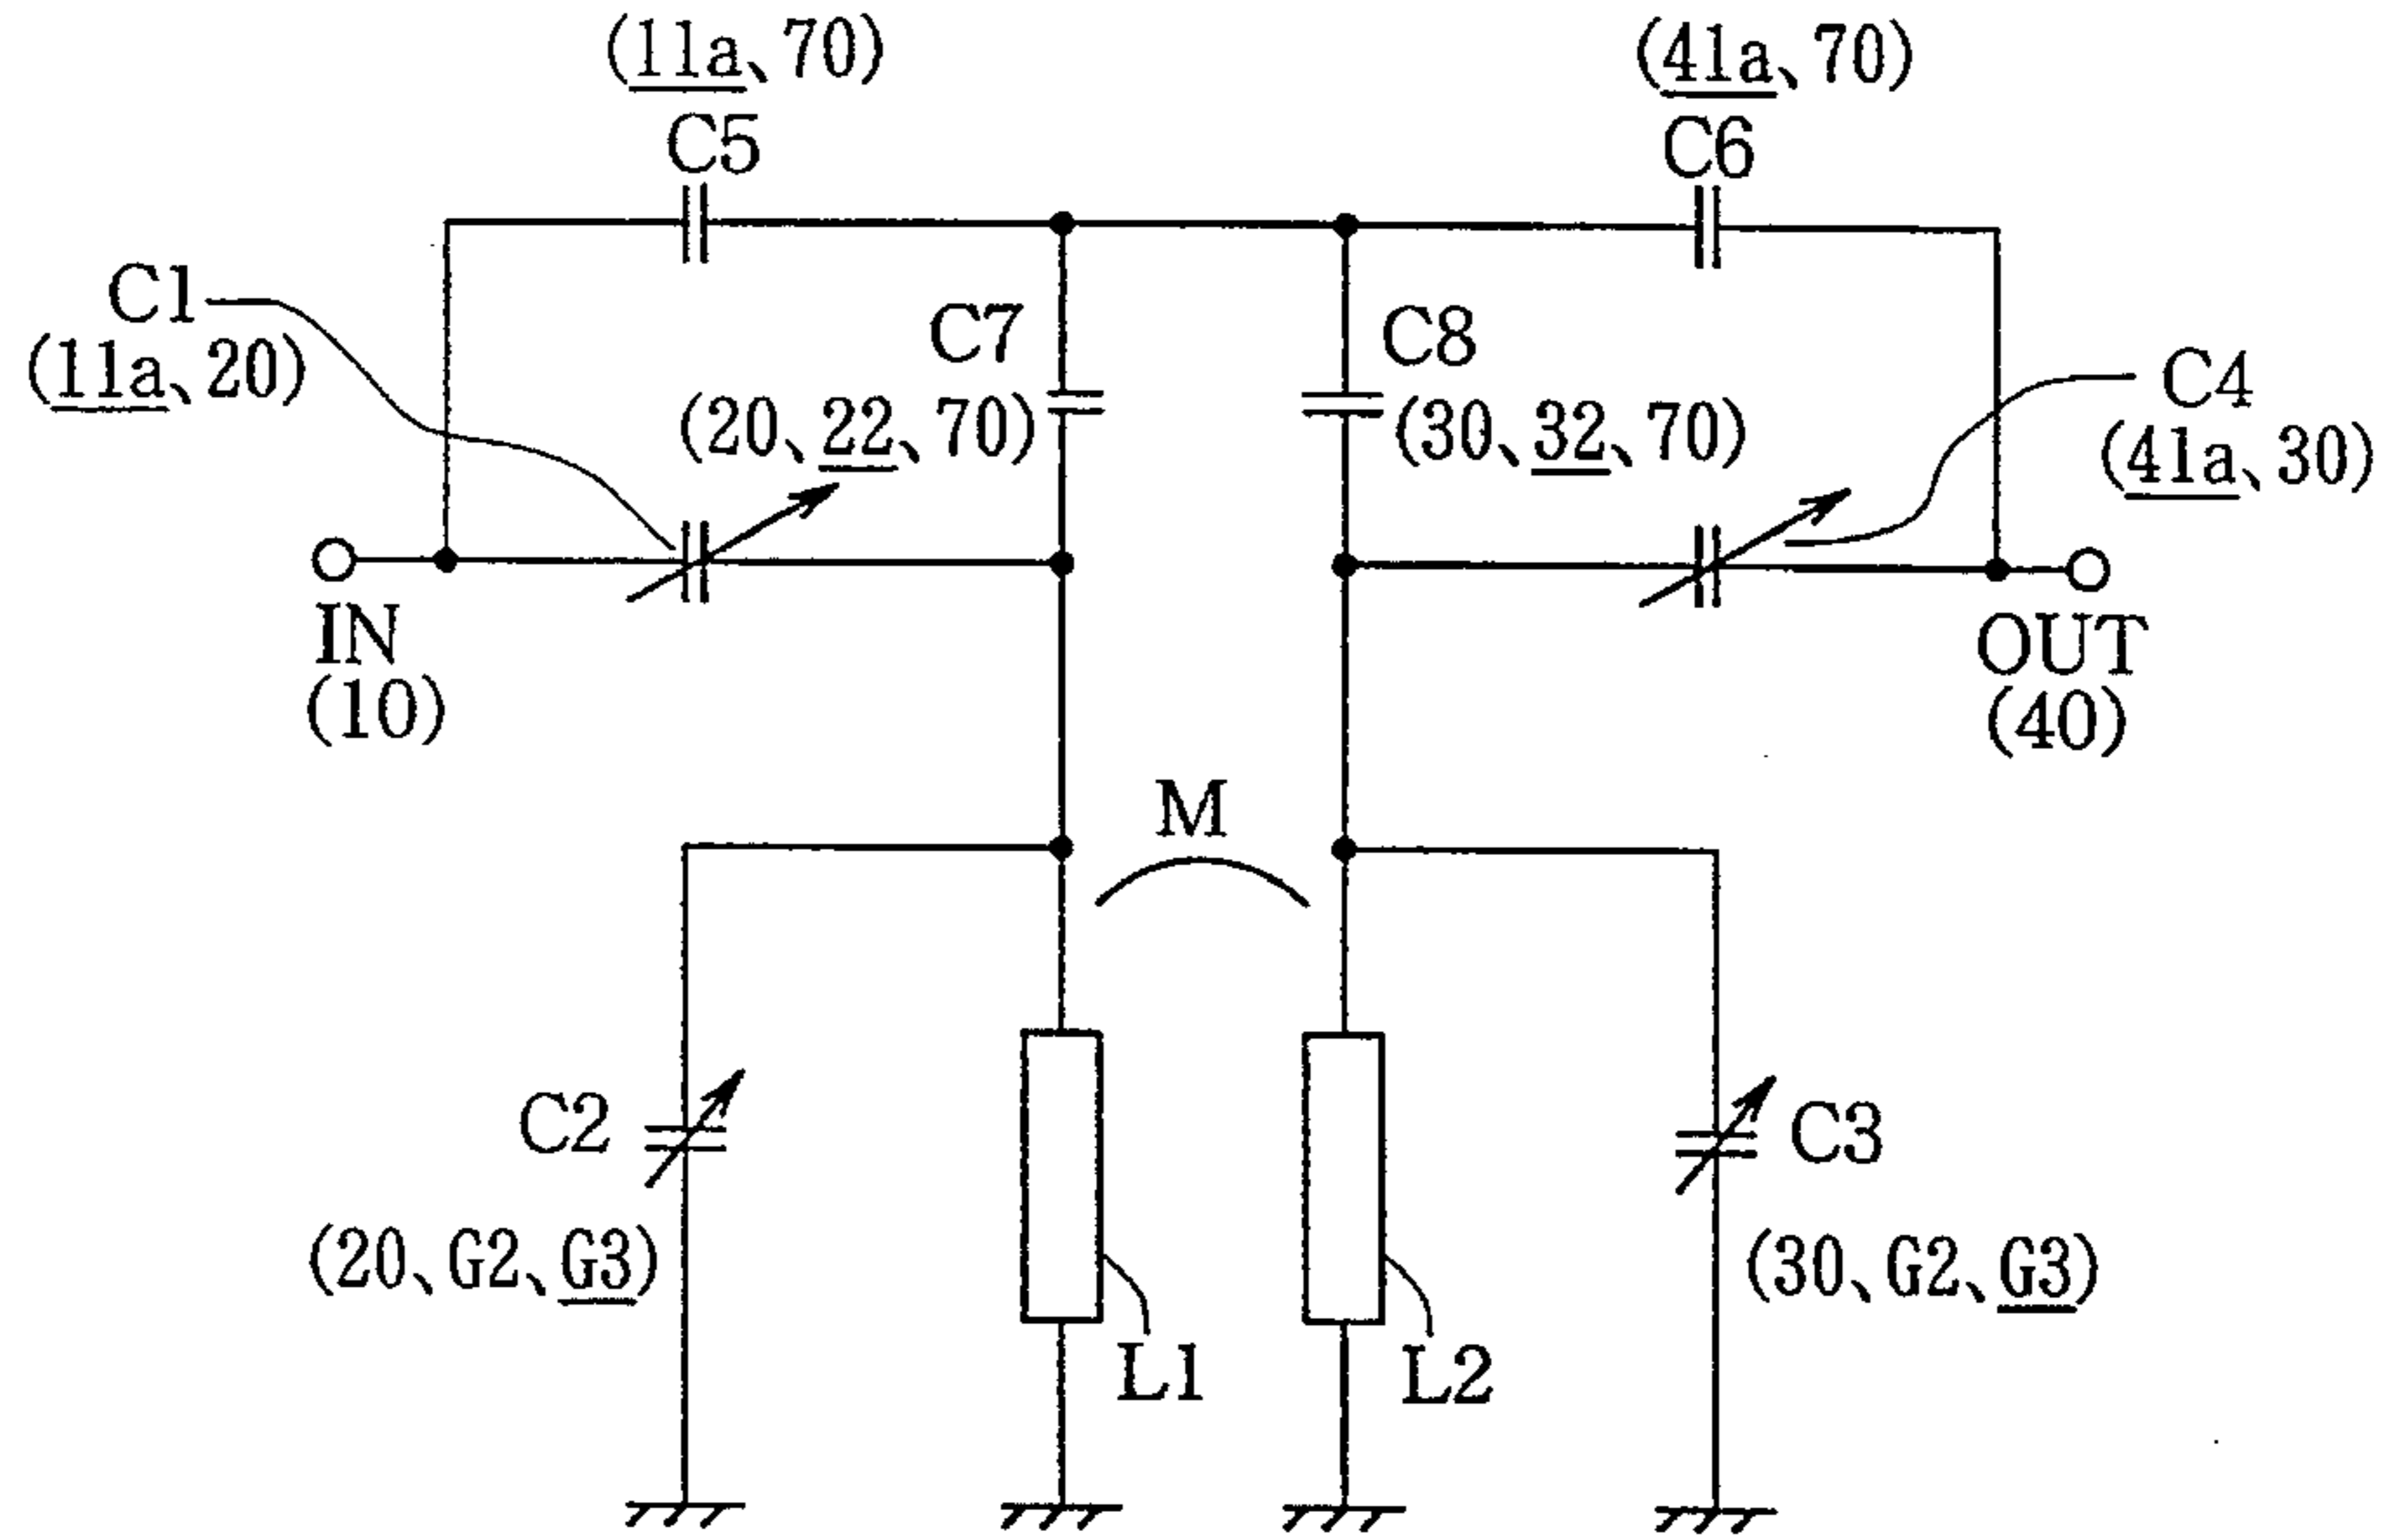 (11a、70)
C5
(41a、70)
C6
C1
(11a、20)
C7
(20、22、70)
C8
(30、32、70)
C4
(41a、30)
IN
(10)
OUT
(40)
M
C2
(20、G2、G3)
C3
(30、G2、G3)
L1
L2